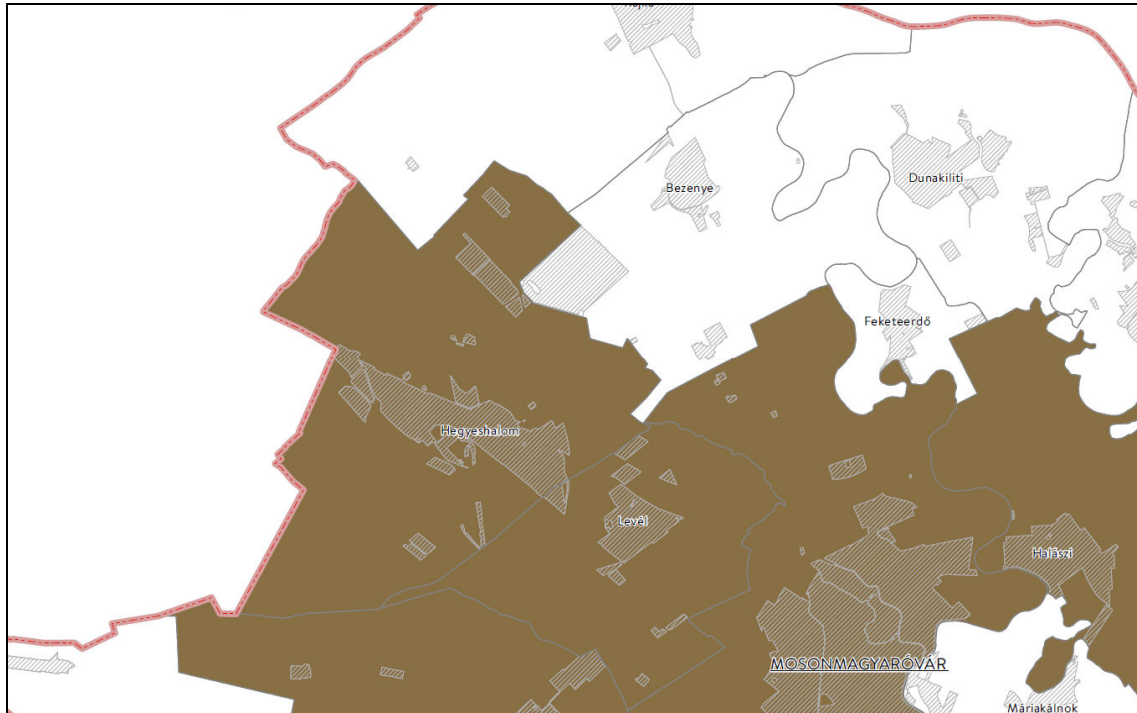 Bezenye
Dunakiliti
Feketeerdő
Hegyeshalom
Levél
Halászi
MOSONMAGYARÓVÁR
Máriakálnok